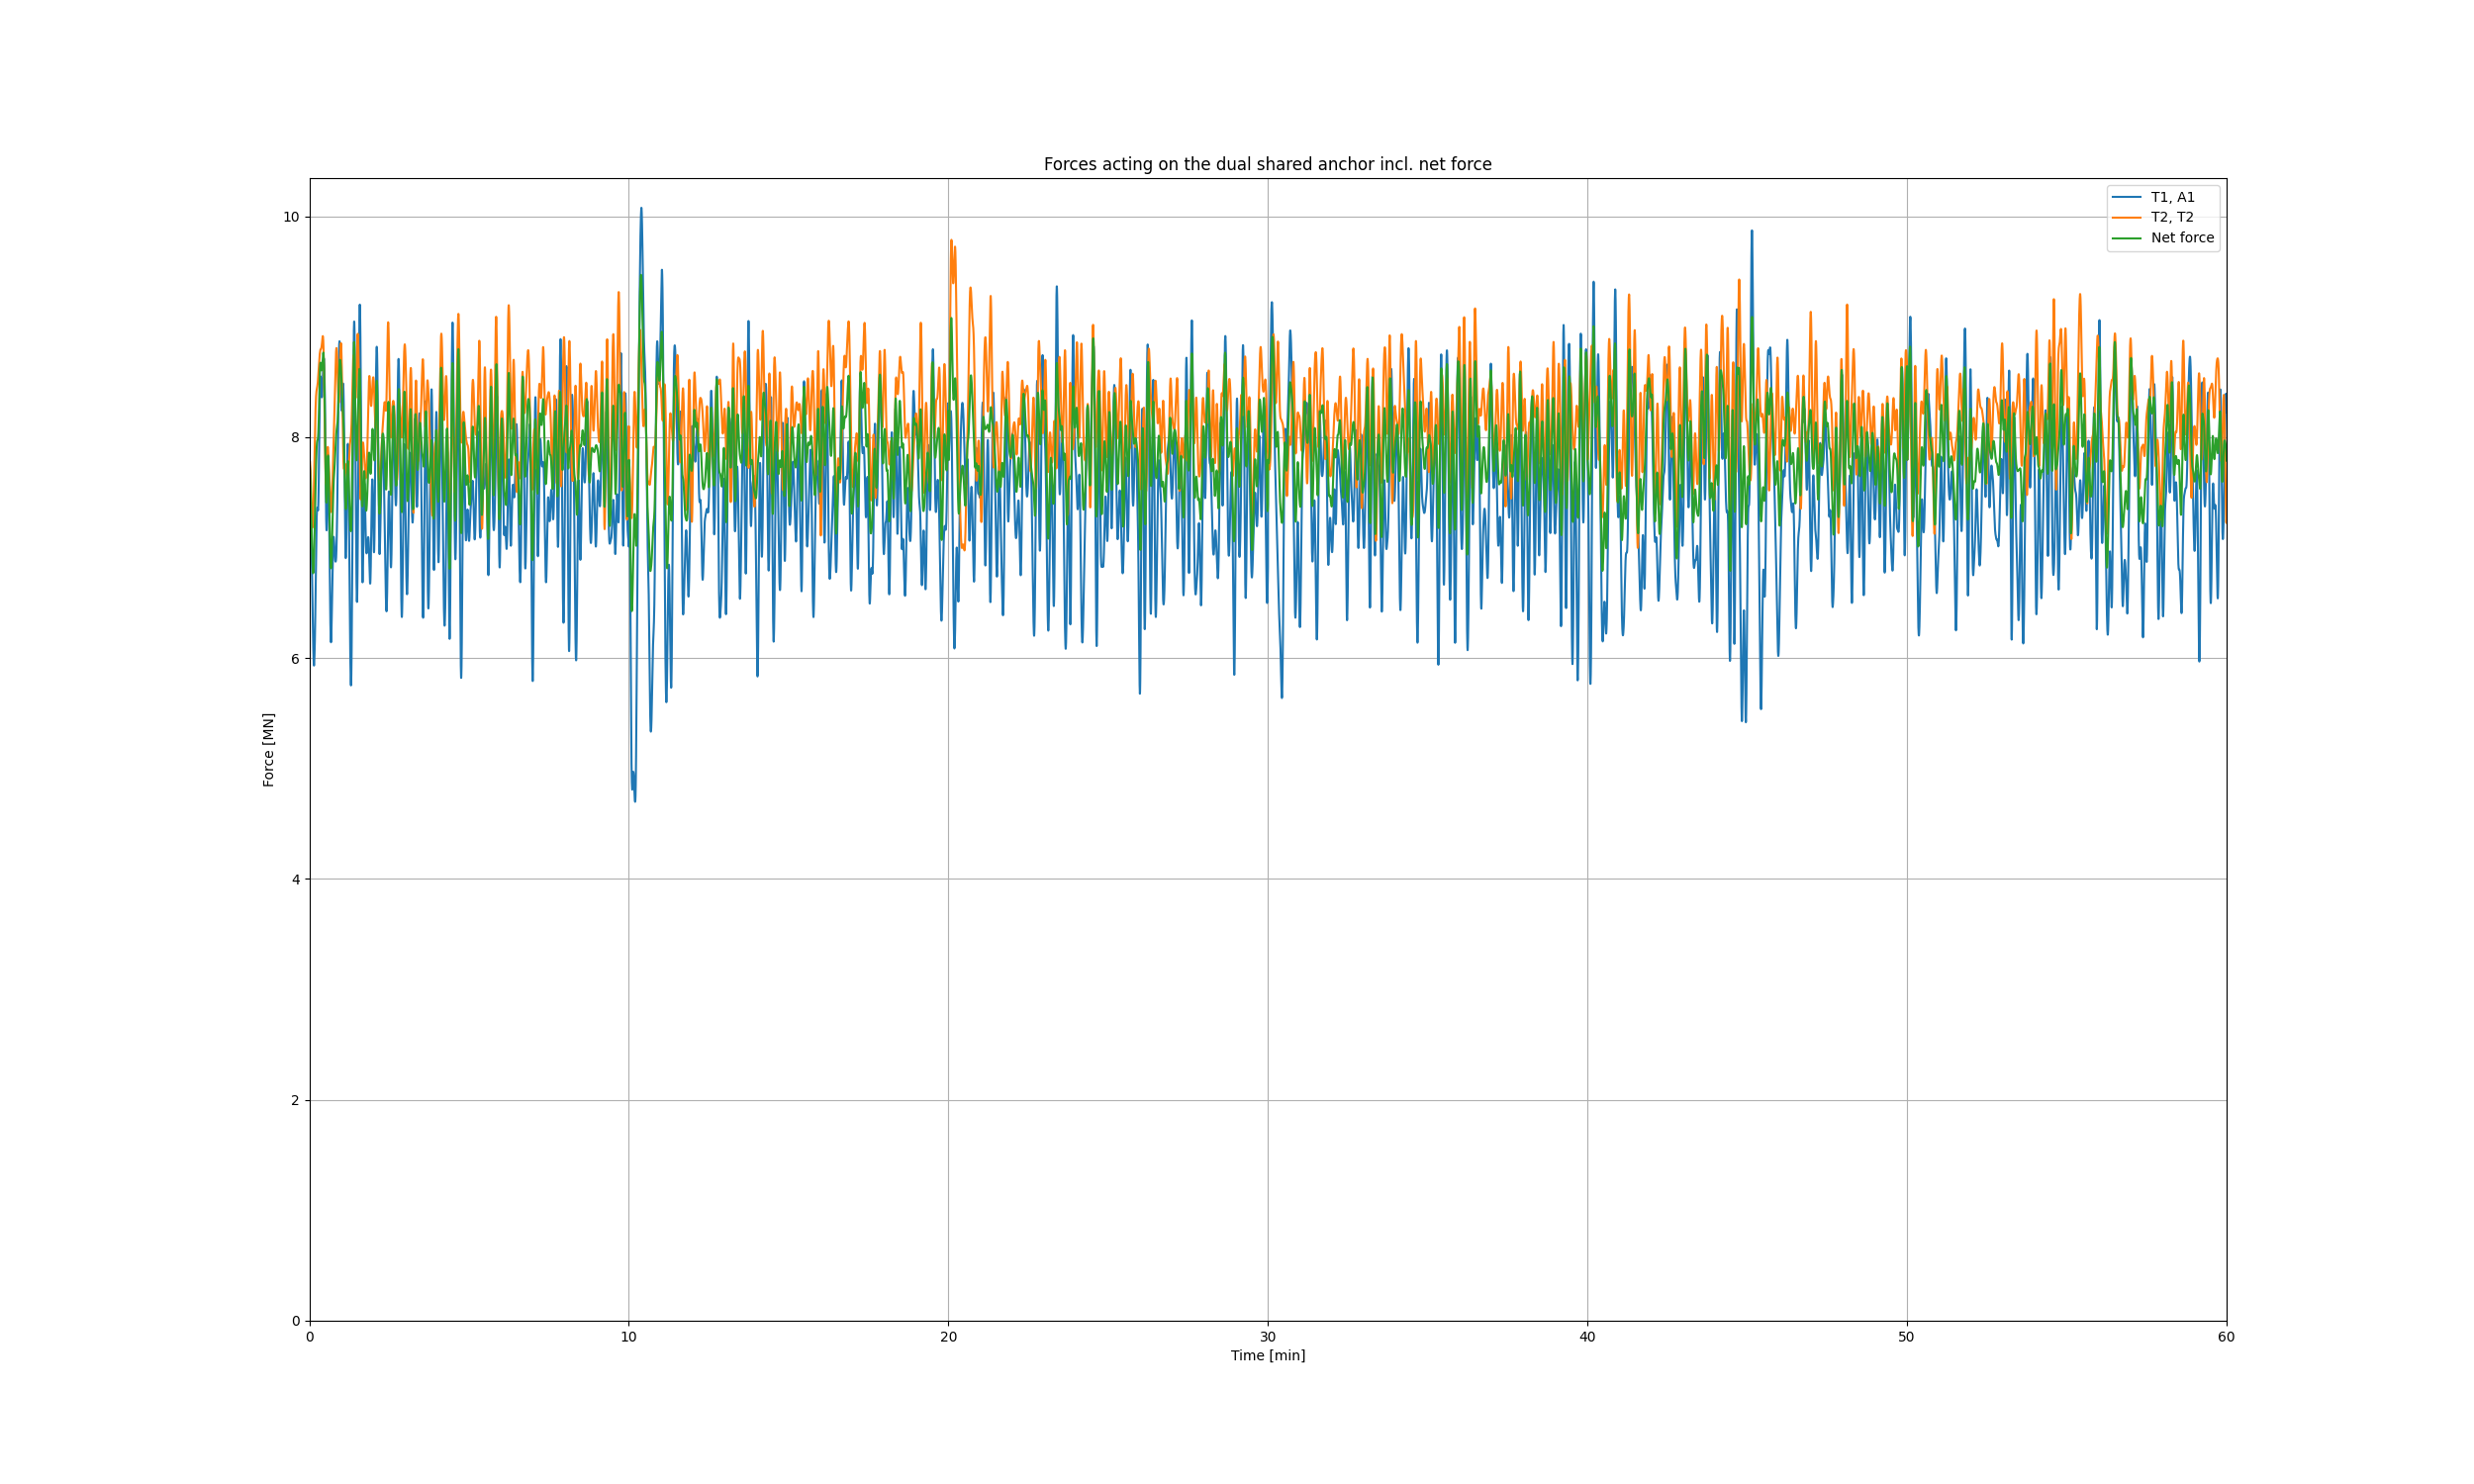 Forces acting on the dual shared anchor incl. net force
T1, A1
T2, T2
Net force
10
8
6
4
2
0
Force [MN]
0 10 20 30 40 50 60
Time [min]